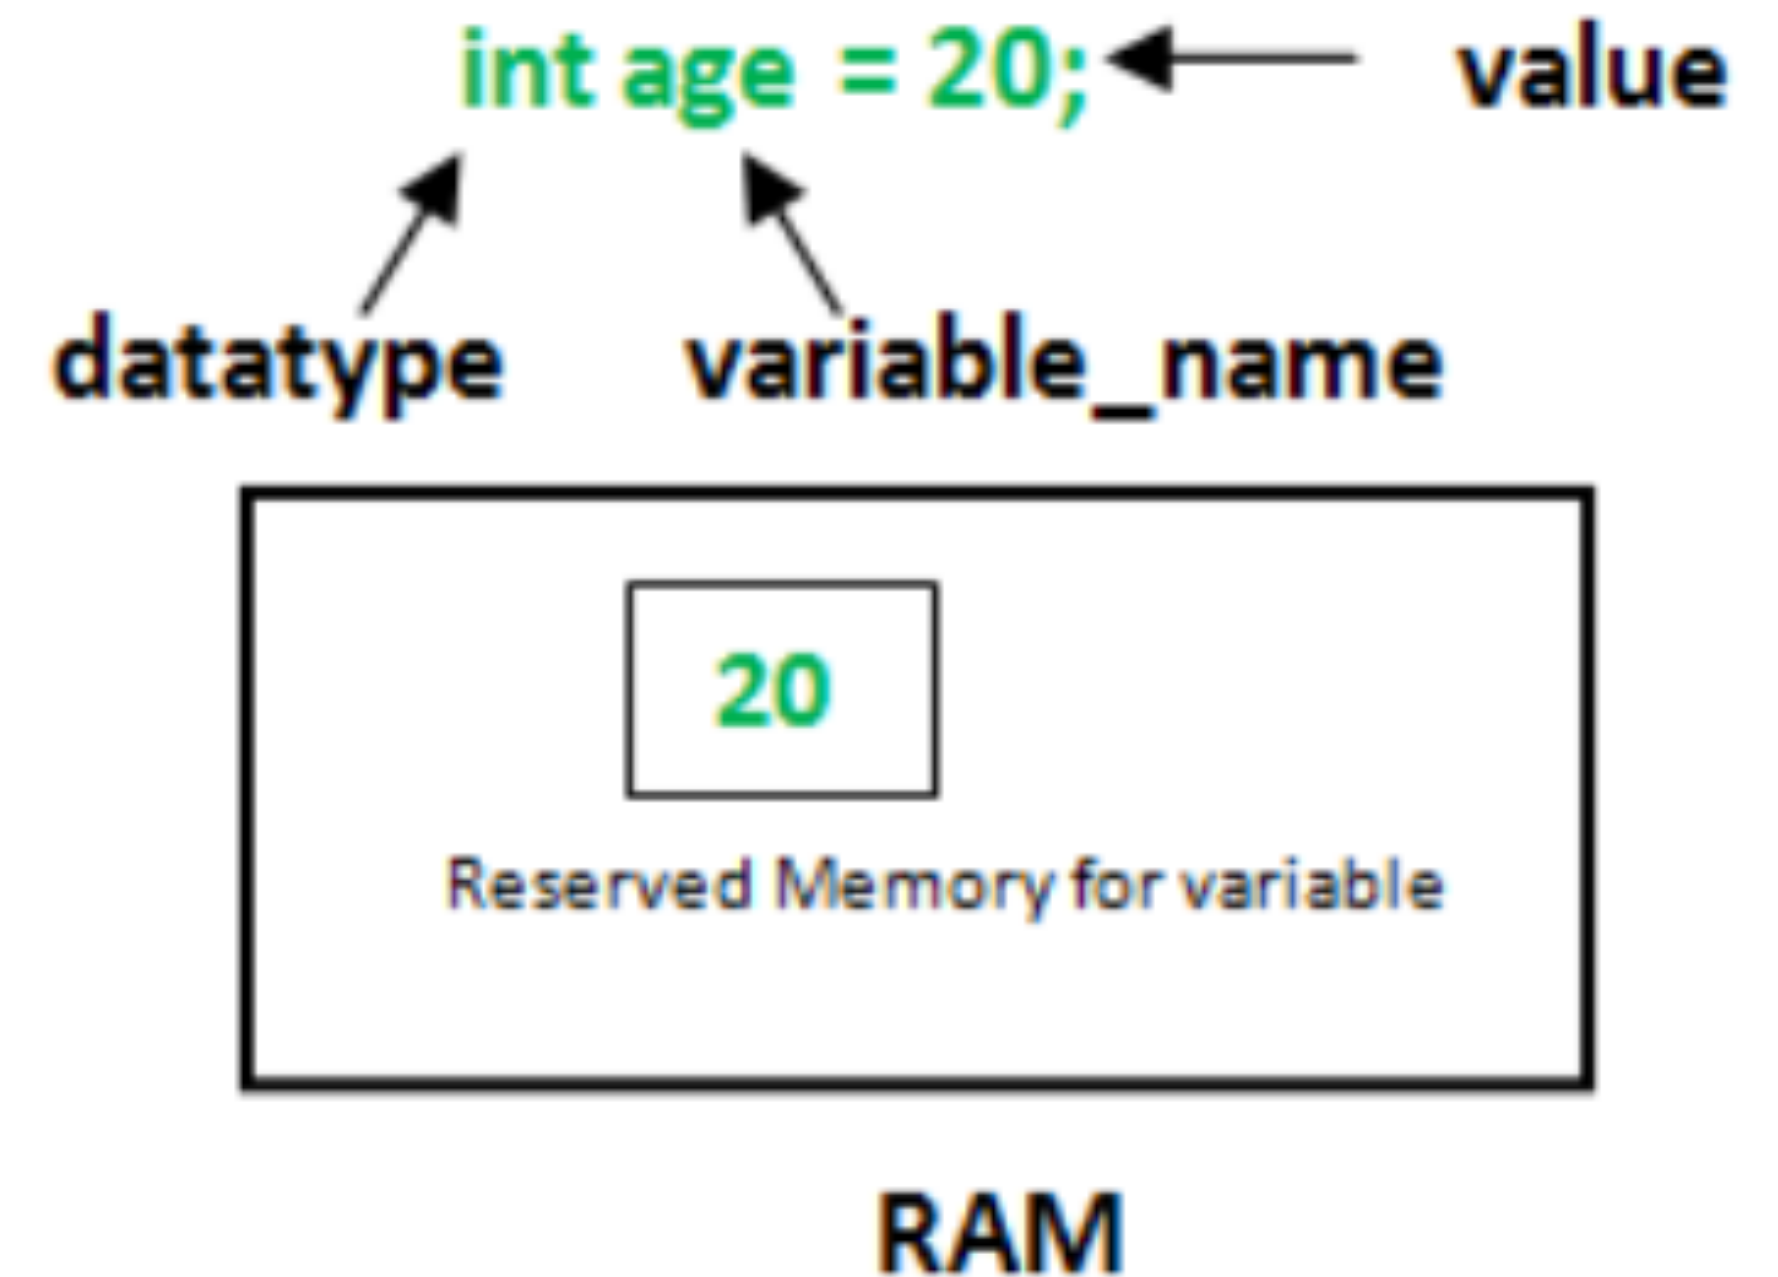 int age = 20; value
datatype variable_name
20
Reserved Memory for variable
RAM